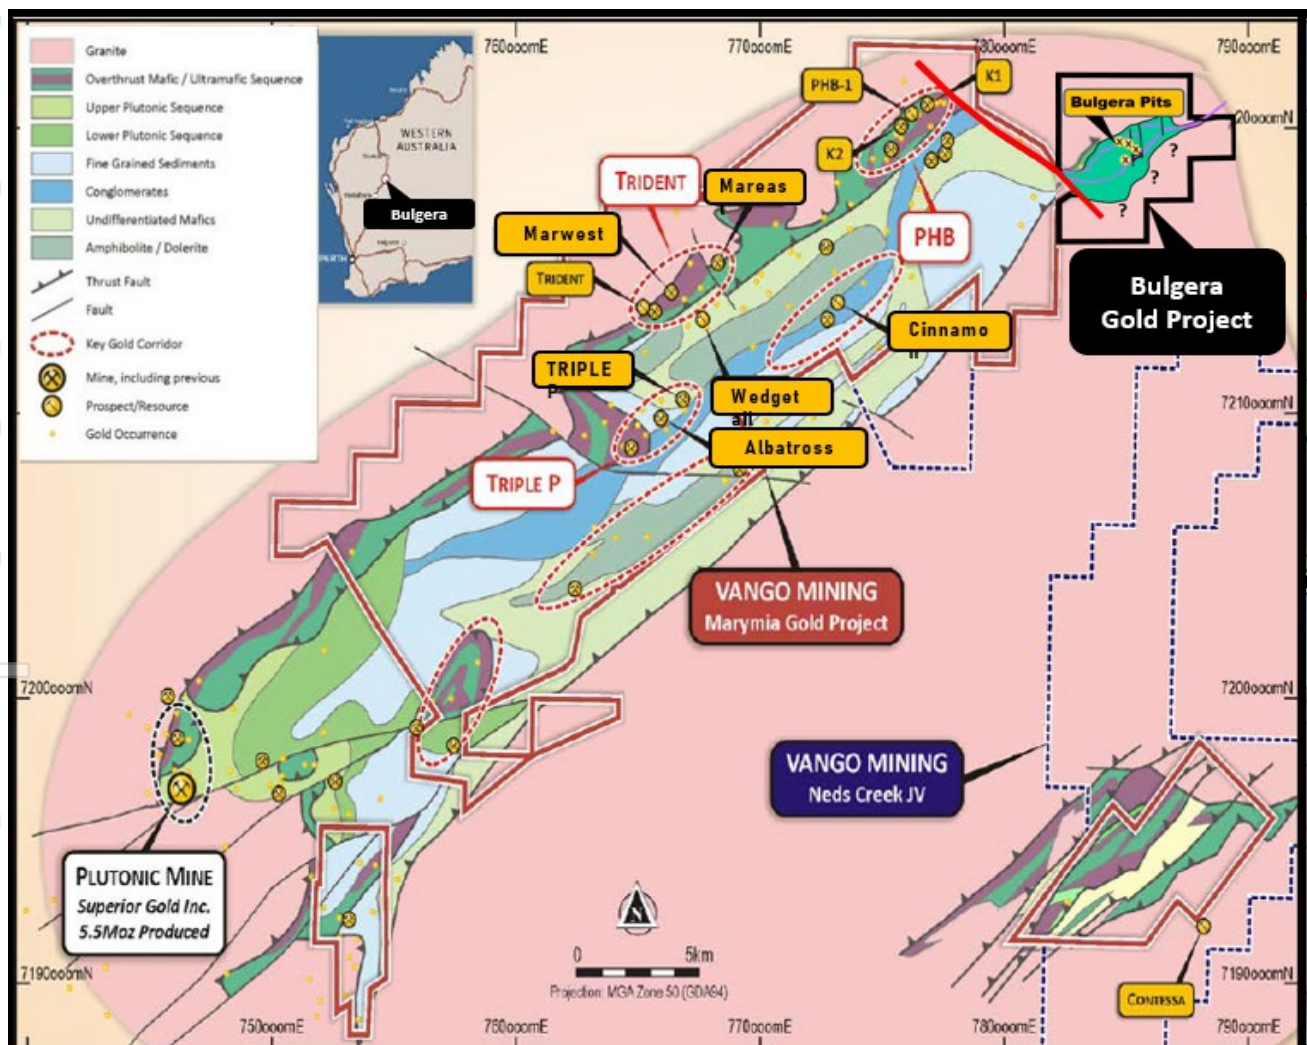 760000mE
770000mE
780000mE
790000mE
Granite
Overthrust Mafic / Ultramafic Sequence
Upper Plutonic Sequence
Lower Plutonic Sequence
Fine Grained Sediments
Conglomerates
Undifferentiated Mafics
Amphibolite / Dolerite
Thrust Fault
Fault
Key Gold Corridor
Mine, including previous
Prospect/Resource
Gold Occurrence
WESTERN
AUSTRALIA
Bulgera
PERTH
PHB-1
K1
K2
Bulgera Pits
20000mN
?
?
?
TRIDENT
Mareas
Marwest
TRIDENT
PHB
Bulgera
Gold Project
Cinnamo
n
TRIPLE
P
Wedget
ail
Albatross
7210000mN
TRIPLE P
VANGO MINING
Marymia Gold Project
7200000mN
7200000mN
VANGO MINING
Neds Creek JV
PLUTONIC MINE
Superior Gold Inc.
5.5Moz Produced
N
0 5km
Projection: MGA Zone 50 (GDA94)
7190000mN
7190000mN
CONTESSA
750000mE
760000mE
770000mE
780000mE
790000mE